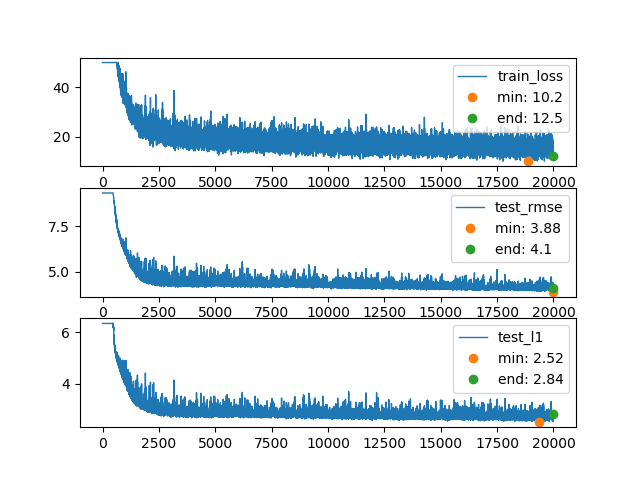 train_loss
min: 10.2
end: 12.5
40
20
0 2500 5000 7500 10000 12500 15000 17500 20000
test_rmse
min: 3.88
end: 4.1
7.5
5.0
0 2500 5000 7500 10000 12500 15000 17500 20000
test_l1
min: 2.52
end: 2.84
6
4
0 2500 5000 7500 10000 12500 15000 17500 20000